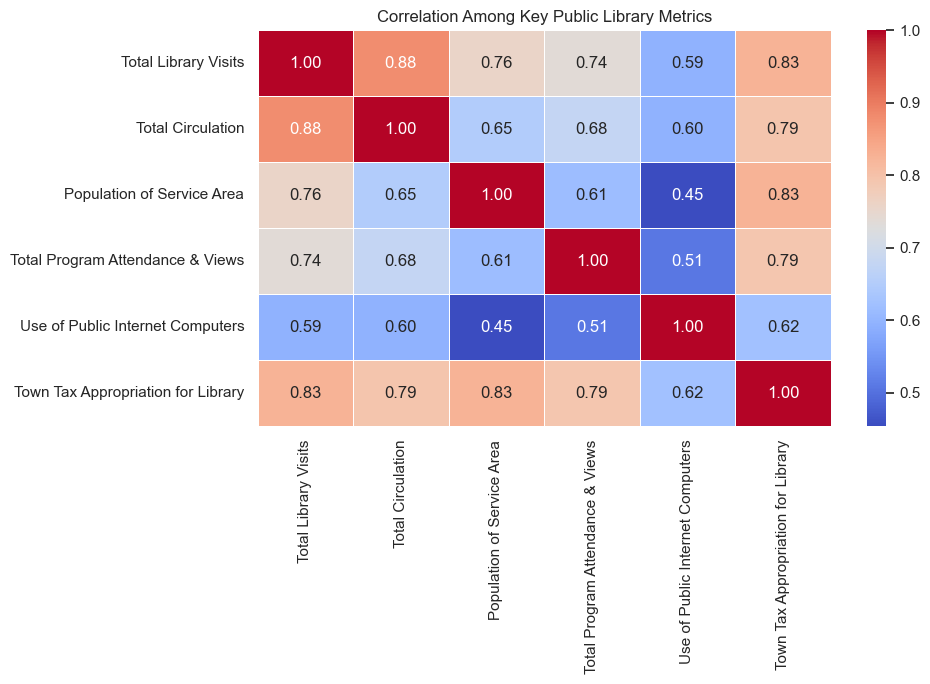 Correlation Among Key Public Library Metrics
Total Library Visits 1.00 0.88 0.76 0.74 0.59 0.83
Total Circulation 0.88 1.00 0.65 0.68 0.60 0.79
Population of Service Area 0.76 0.65 1.00 0.61 0.45 0.83
Total Program Attendance & Views 0.74 0.68 0.61 1.00 0.51 0.79
Use of Public Internet Computers 0.59 0.60 0.45 0.51 1.00 0.62
Town Tax Appropriation for Library 0.83 0.79 0.83 0.79 0.62 1.00
Total Library Visits
Total Circulation
Population of Service Area
Total Program Attendance & Views
Use of Public Internet Computers
Town Tax Appropriation for Library
1.0
0.9
0.8
0.7
0.6
0.5